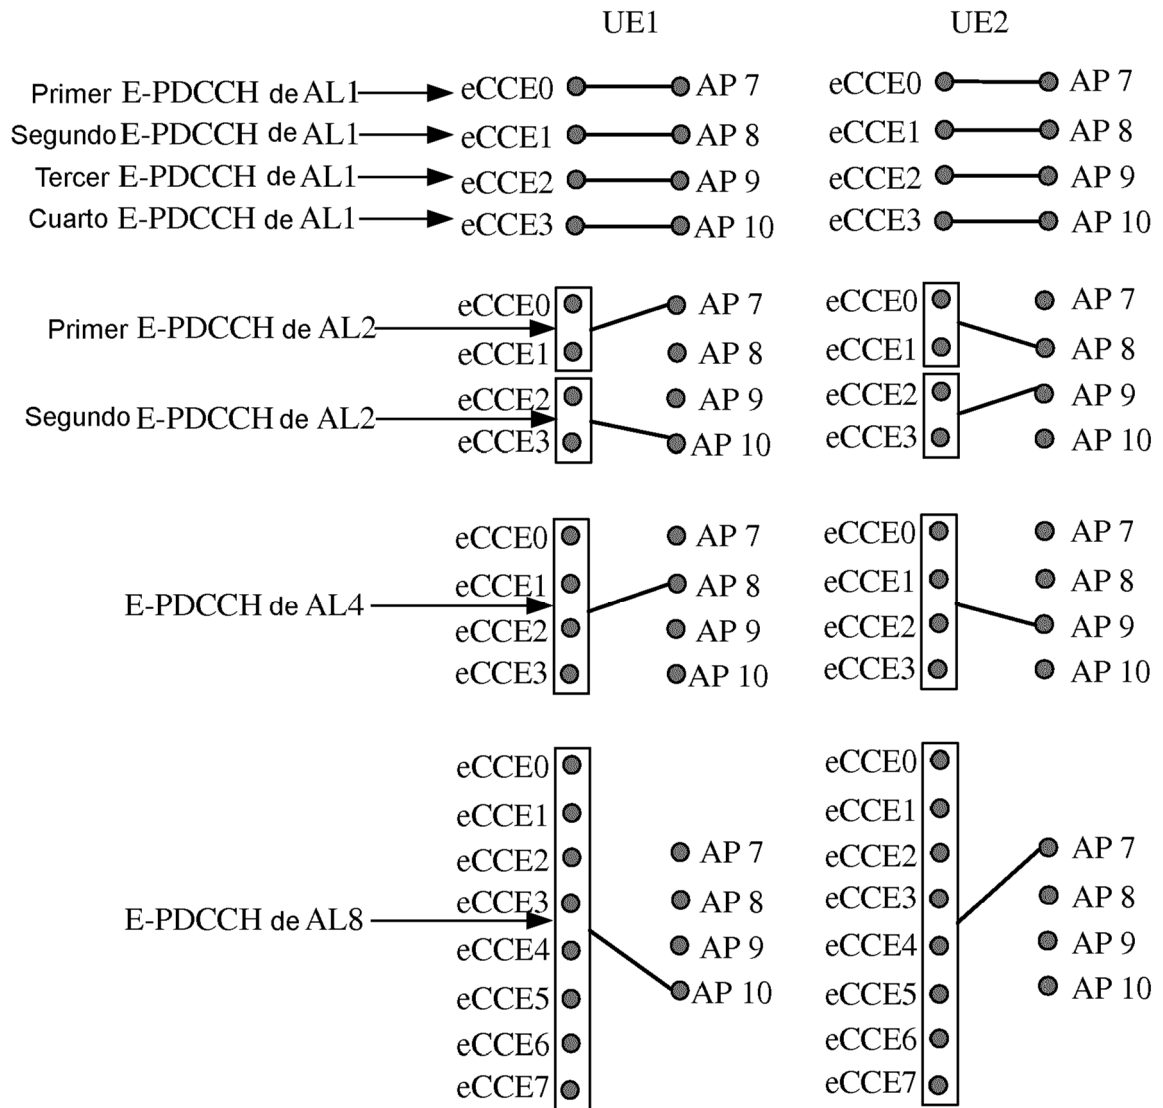 UE1 UE2
Primer E-PDCCH de AL1 eCCE0 AP 7 eCCE0 AP 7
Segundo E-PDCCH de AL1 eCCE1 AP 8 eCCE1 AP 8
Tercer E-PDCCH de AL1 eCCE2 AP 9 eCCE2 AP 9
Cuarto E-PDCCH de AL1 eCCE3 AP 10 eCCE3 AP 10
eCCE0 AP 7 eCCE0 AP 7
Primer E-PDCCH de AL2
eCCE1 AP 8 eCCE1 AP 8
eCCE2 AP 9 eCCE2 AP 9
Segundo E-PDCCH de AL2
eCCE3 AP 10 eCCE3 AP 10
eCCE0 AP 7 eCCE0 AP 7
eCCE1 AP 8 eCCE1 AP 8
E-PDCCH de AL4
eCCE2 AP 9 eCCE2 AP 9
eCCE3 AP 10 eCCE3 AP 10
eCCE0 eCCE0
eCCE1 eCCE1
eCCE2 AP 7 eCCE2 AP 7
eCCE3 AP 8 eCCE3 AP 8
E-PDCCH de AL8
eCCE4 AP 9 eCCE4 AP 9
eCCE5 AP 10 eCCE5 AP 10
eCCE6 eCCE6
eCCE7 eCCE7